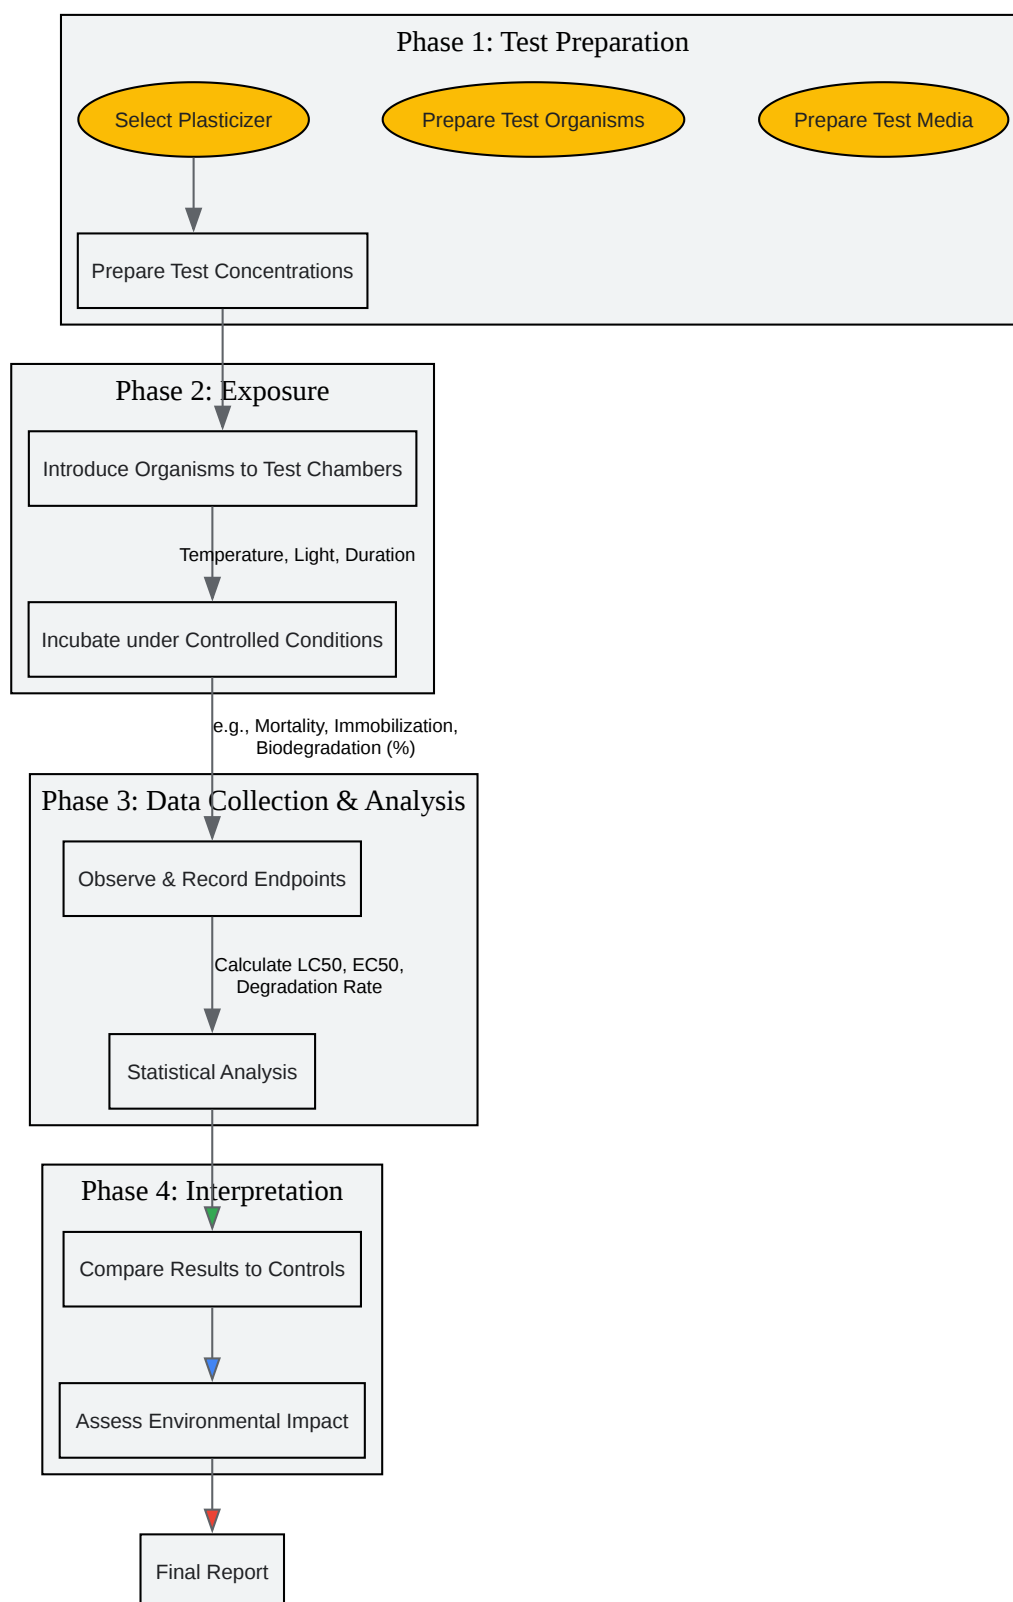 Phase 1: Test Preparation
Select Plasticizer
Prepare Test Organisms
Prepare Test Media
Prepare Test Concentrations
Phase 2: Exposure
Introduce Organisms to Test Chambers
Temperature, Light, Duration
Incubate under Controlled Conditions
e.g., Mortality, Immobilization,
Biodegradation (%)
Phase 3: Data Collection & Analysis
Observe & Record Endpoints
Calculate LC50, EC50,
Degradation Rate
Statistical Analysis
Phase 4: Interpretation
Compare Results to Controls
Assess Environmental Impact
Final Report